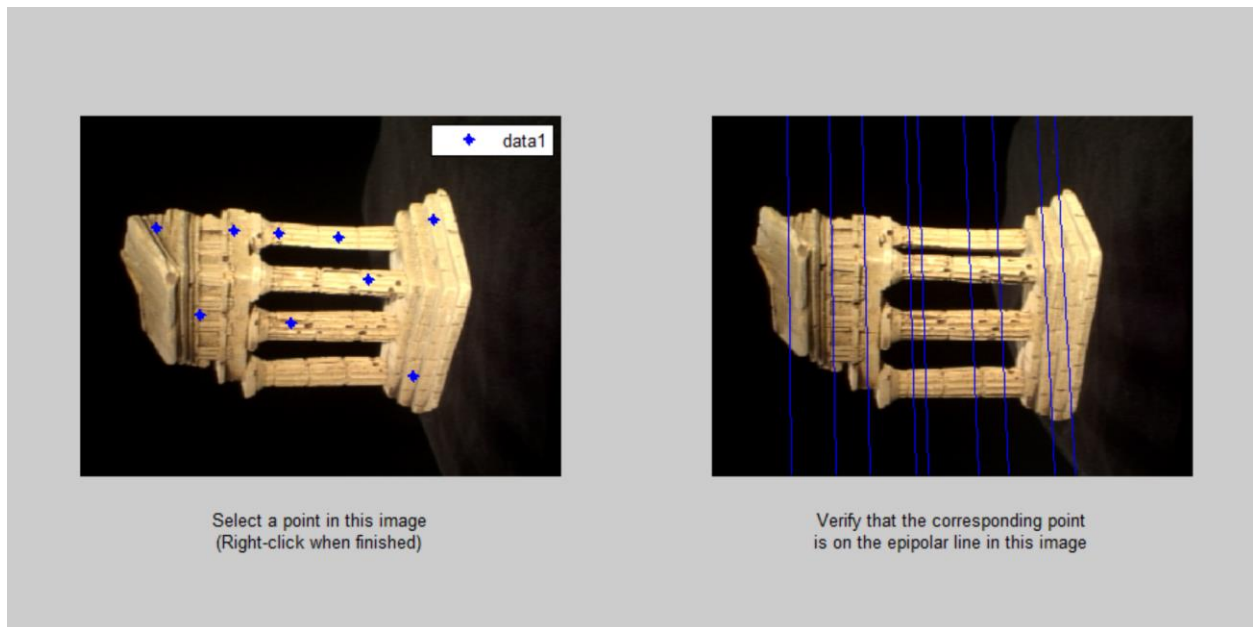 data1
Select a point in this image
(Right-click when finished)
Verify that the corresponding point
is on the epipolar line in this image